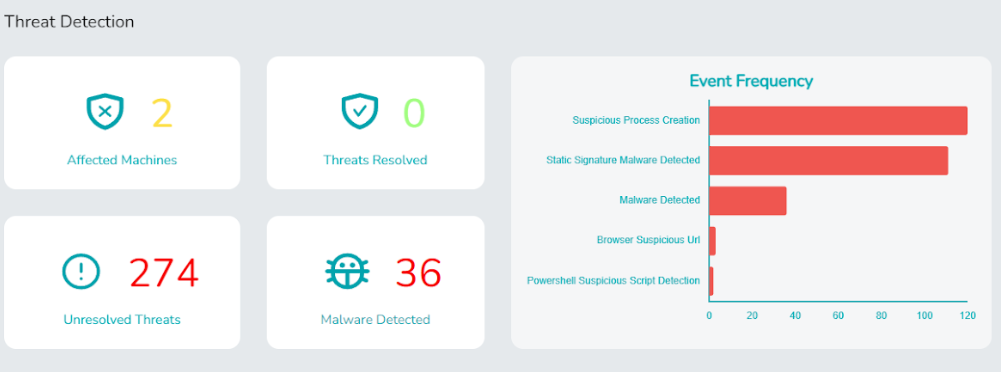 Threat Detection
2
Affected Machines
0
Threats Resolved
274
Unresolved Threats
36
Malware Detected
Event Frequency
Suspicious Process Creation
Static Signature Malware Detected
Malware Detected
Browser Suspicious Url
Powershell Suspicious Script Detection
0 20 40 60 80 100 120